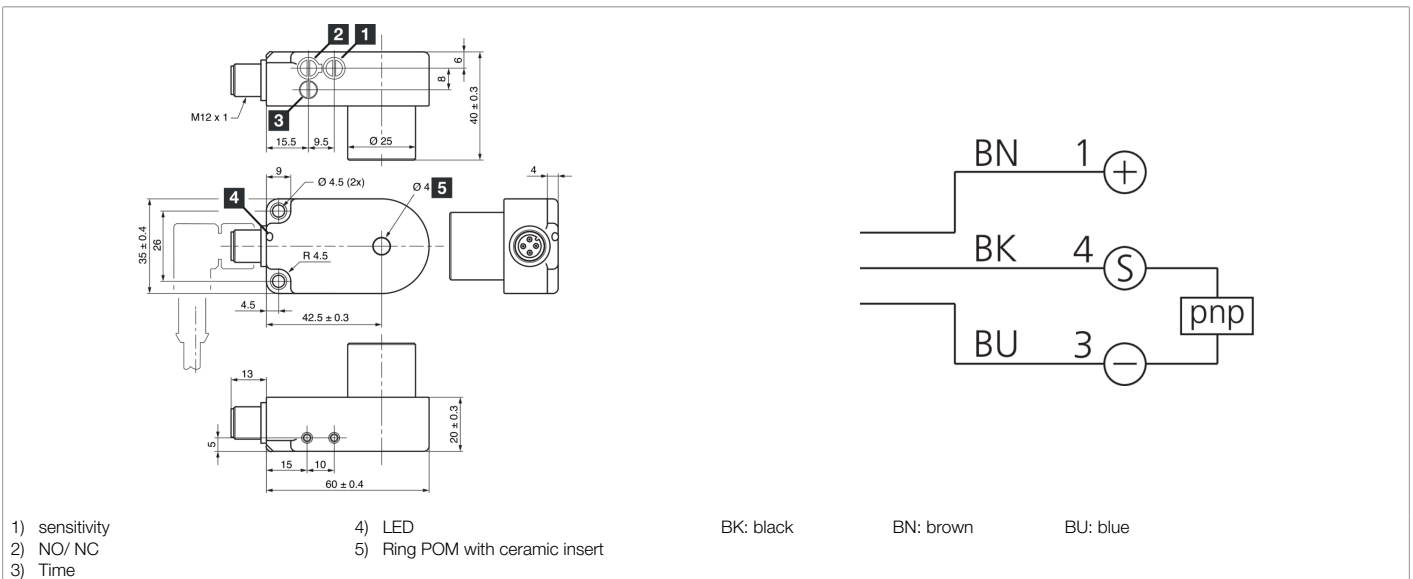 2 1
6
8
40 ± 0.3
3
M12 x 1
15.5 9.5 Ø 25
9
Ø 4.5 (2x)
4
Ø 4 5
4
35 ± 0.4
26
R 4.5
4.5
42.5 ± 0.3
13
20 ± 0.3
5
15 10
60 ± 0.4
BN 1 +
BK 4 S
pnp
BU 3 −
1) sensitivity
2) NO/ NC
3) Time
4) LED
5) Ring POM with ceramic insert
BK: black BN: brown BU: blue